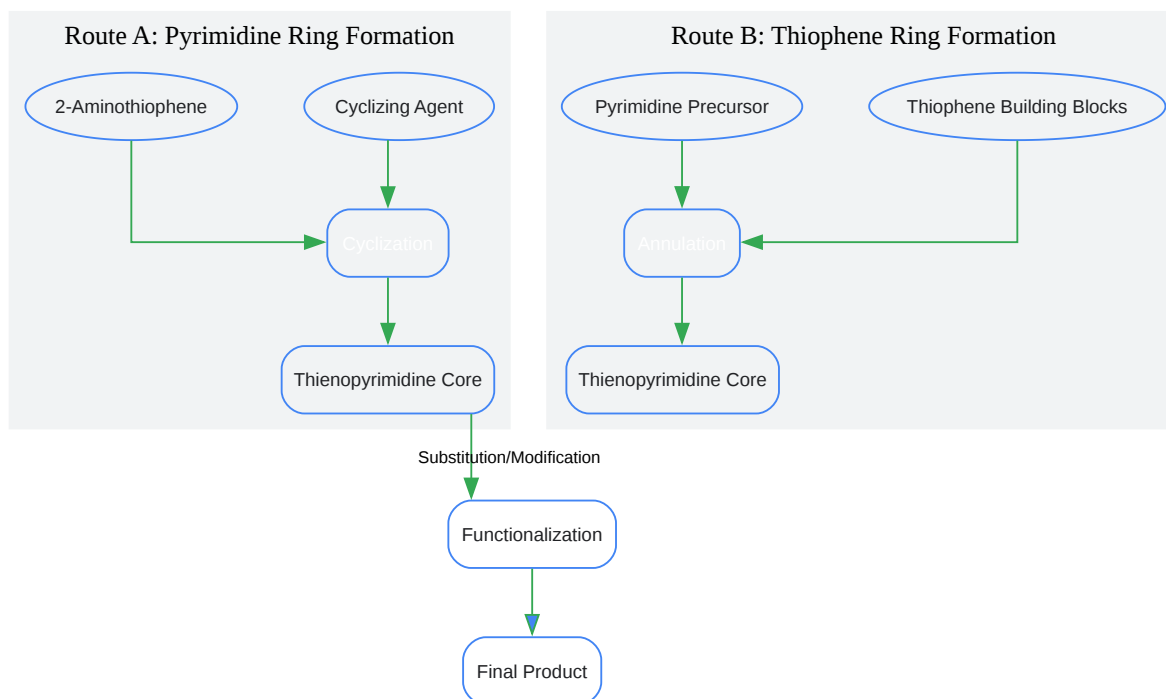 Route A: Pyrimidine Ring Formation
2-Aminothiophene
Cyclizing Agent
Cyclization
Thienopyrimidine Core
Route B: Thiophene Ring Formation
Pyrimidine Precursor
Thiophene Building Blocks
Annulation
Thienopyrimidine Core
Substitution/Modification
Functionalization
Final Product